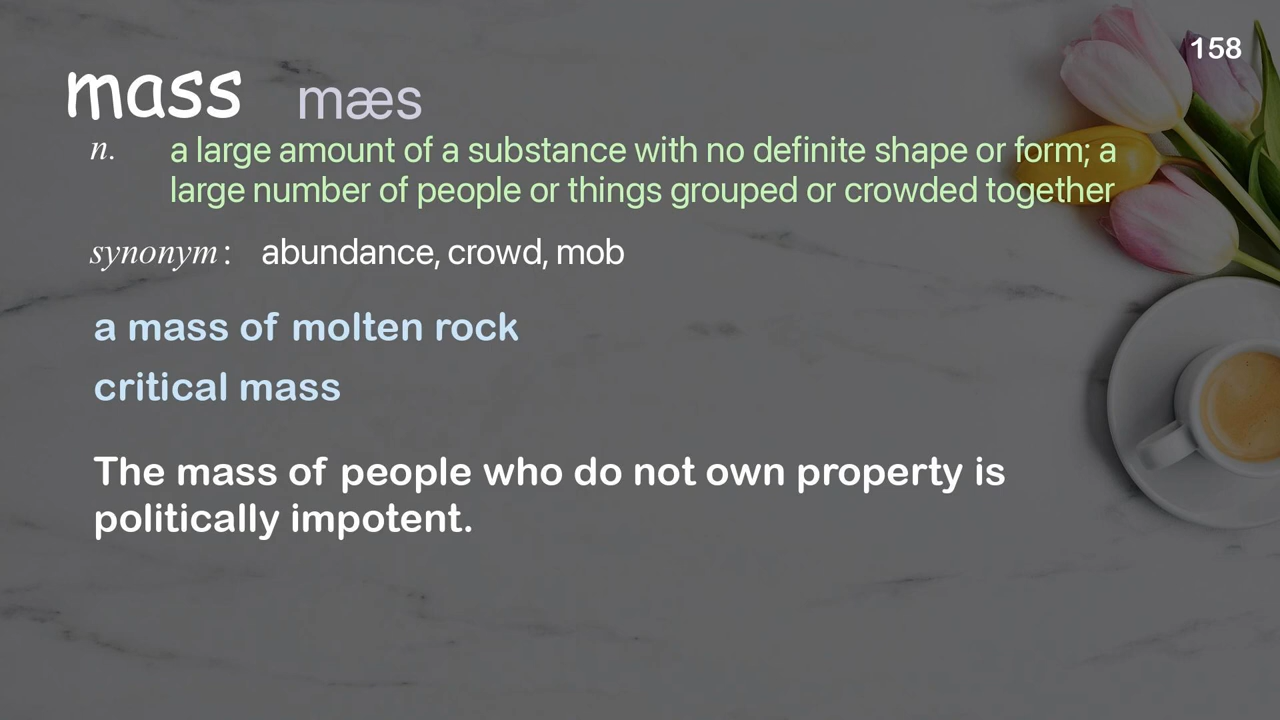 158
mass mæs
n. a large amount of a substance with no definite shape or form; a
large number of people or things grouped or crowded together
synonym: abundance, crowd, mob
a mass of molten rock
critical mass
The mass of people who do not own property is
politically impotent.